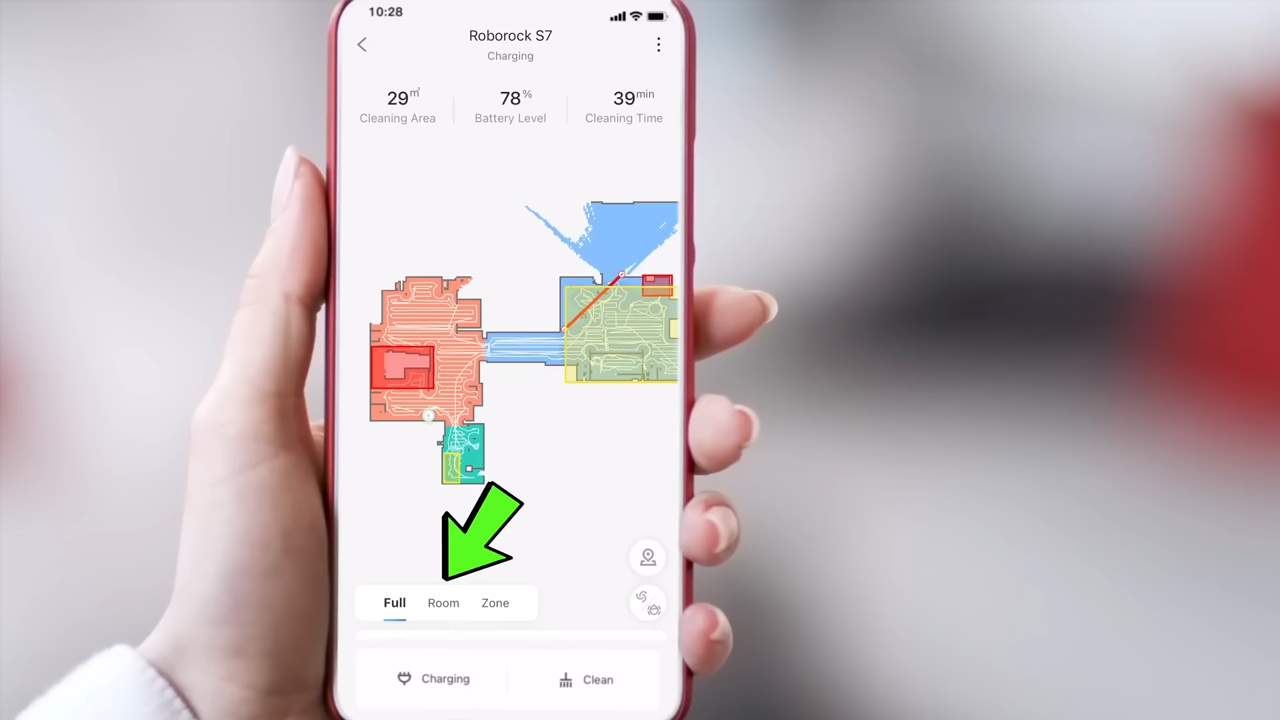 10:28
Roborock S7
Charging
29㎡ 78% 39min
Cleaning Area Battery Level Cleaning Time
Full Room Zone
Charging Clean